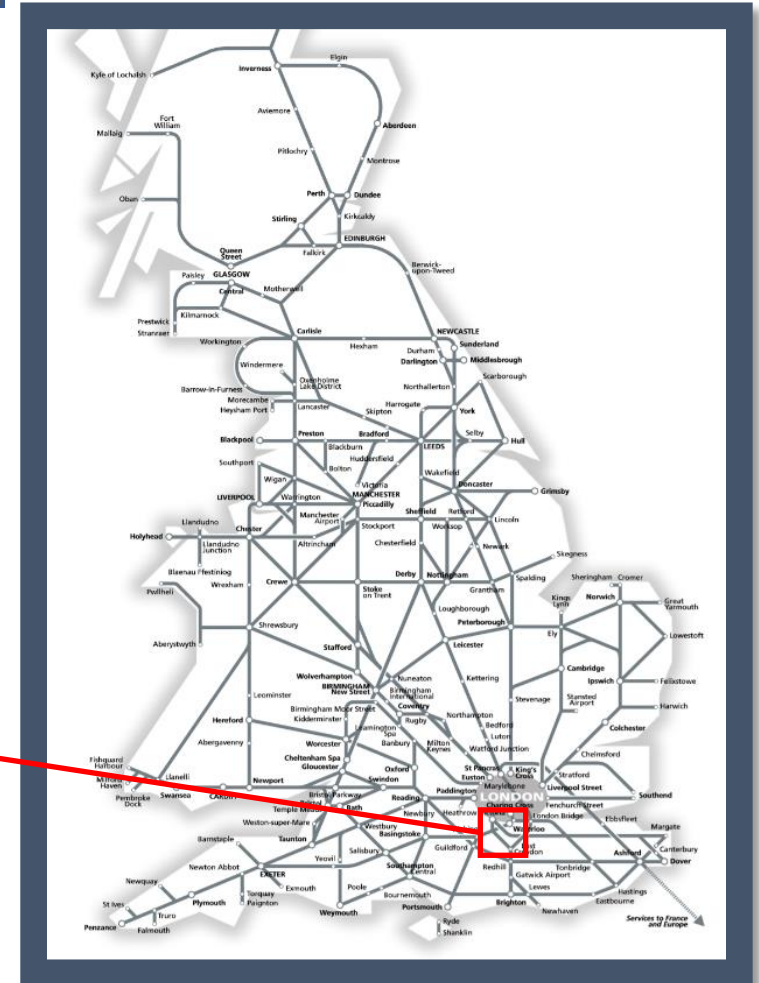 Elgin
Inverness
Kyle of Lochalsh
Aviemore
Fort
William
Mallaig
Aberdeen
Pitlochry
Montrose
Perth
Dundee
Oban
Stirling
Kirkcaldy
EDINBURGH
Queen
Street
Falkirk
Berwick-
upon-Tweed
Paisley
GLASGOW
Central
Motherwell
Kilmarnock
Prestwick
Stranraer
Carlisle
NEWCASTLE
Workington
Hexham
Sunderland
Durham
Darlington
Middlesbrough
Windermere
Scarborough
Oxenholme
Lake District
Northallerton
Barrow-in-Furness
Morecambe
Heysham Port
Lancaster
Harrogate
York
Skipton
Preston
Bradford
Selby
Blackpool
Blackburn
LEEDS
Hull
Huddersfield
Southport
Bolton
Wakefield
Wigan
Victoria
Doncaster
MANCHESTER
Piccadilly
Grimsby
LIVERPOOL
Warrington
Manchester
Airport
Sheffield
Retford
Lincoln
Llandudno
Stockport
Worksop
Chester
Holyhead
Llandudno
Junction
Altrincham
Chesterfield
Newark
Skegness
Blaenau Ffestiniog
Derby
Nottingham
Spalding
Sheringham
Cromer
Wrexham
Crewe
Stoke
on Trent
Grantham
Pwllheli
Kings
Lynn
Norwich
Great
Yarmouth
Loughborough
Peterborough
Shrewsbury
Ely
Lowestoft
Aberystwyth
Stafford
Leicester
Cambridge
Wolverhampton
Nuneaton
Kettering
Ipswich
Felixstowe
BIRMINGHAM
New Street
Birmingham
International
Stansted
Airport
Leominster
Stevenage
Harwich
Birmingham Moor Street
Coventry
Kidderminster
Northampton
Hereford
Rugby
Bedford
Colchester
Leamington
Spa
Luton
Worcester
Banbury
Milton
Keynes
Abergavenny
Watford Junction
Chelmsford
Cheltenham Spa
Fishguard
Harbour
Gloucester
Oxford
St Pancras
King's
Cross
Euston
Stratford
Milford
Haven
Llanelli
Newport
Swindon
Marylebone
Liverpool Street
Pembroke
Dock
Swansea
CARDIFF
Bristol Parkway
Reading
Paddington
LONDON
Southend
Bristol
Temple Meads
Bath
Fenchurch Street
Charing Cross
Newbury
Heathrow
London Bridge
Ebbsfleet
Weston-super-Mare
Westbury
Basingstoke
Waterloo
Margate
Barnstaple
Taunton
Guildford
East
Croydon
Salisbury
Canterbury
Yeovil
Redhill
Tonbridge
Ashford
Dover
Newton Abbot
EXETER
Southampton
Central
Gatwick Airport
Newquay
Exmouth
Poole
Lewes
Hastings
Torquay
Paignton
Bournemouth
Eastbourne
St Ives
Plymouth
Portsmouth
Brighton
Newhaven
Weymouth
Truro
Ryde
Services to France
and Europe
Penzance
Falmouth
Shanklin